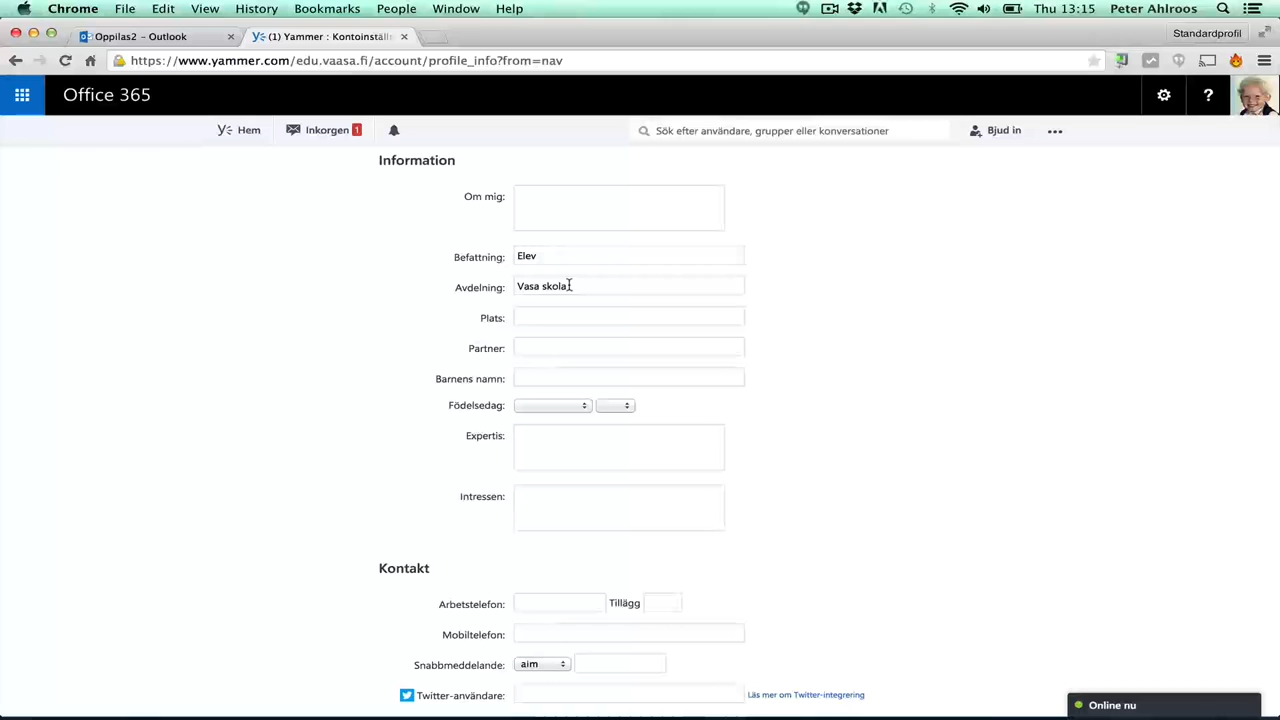 Chrome File Edit View History Bookmarks People Window Help Thu 13:15 Peter Ahlroos
Oppilas2 – Outlook (1) Yammer : Kontoinställ Standardprofil
https://www.yammer.com/edu.vaasa.fi/account/profile_info?from=nav
Office 365 ?
Hem Inkorgen 1 Sök efter användare, grupper eller konversationer Bjud in
Information
Om mig:
Befattning: Elev
Avdelning: Vasa skola
Plats:
Partner:
Barnens namn:
Födelsedag:
Expertis:
Intressen:
Kontakt
Arbetstelefon: Tillägg
Mobiltelefon:
Snabbmeddelande: aim
Twitter-användare: Läs mer om Twitter-integrering
Online nu